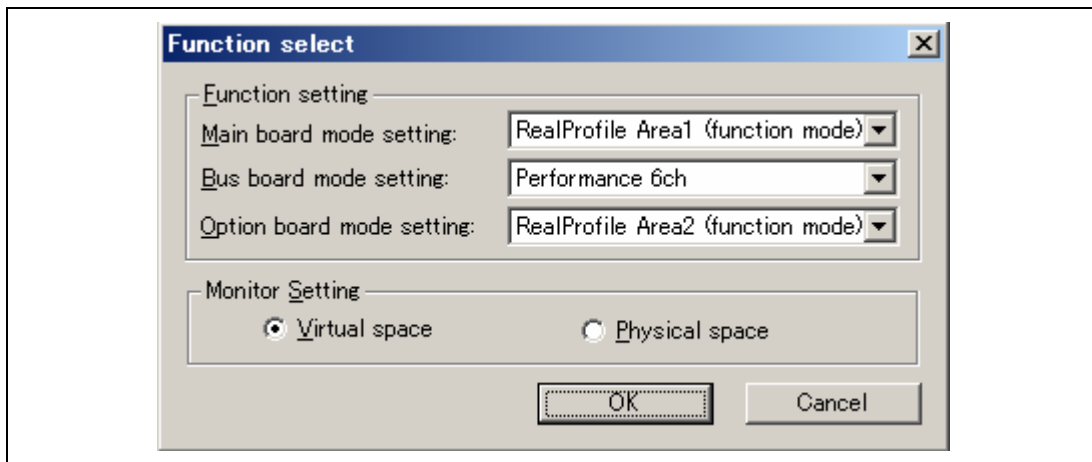 Function select
Function setting
Main board mode setting: RealProfile Area1 (function mode)
Bus board mode setting: Performance 6ch
Option board mode setting: RealProfile Area2 (function mode)
Monitor Setting
Virtual space Physical space
OK Cancel